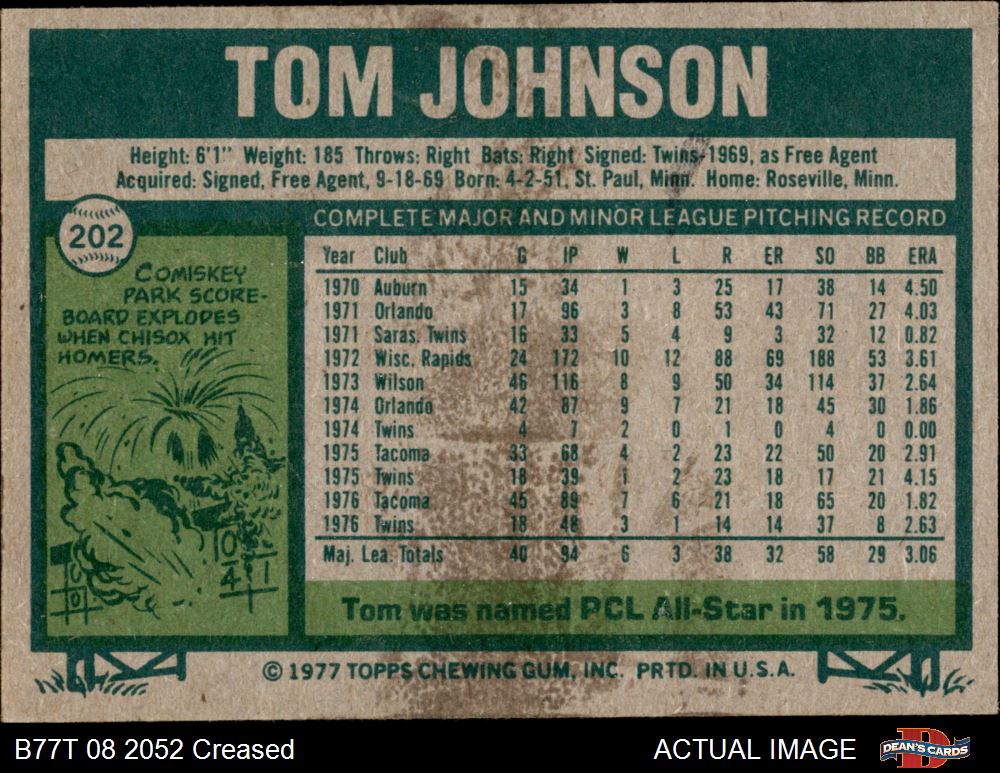 TOM JOHNSON
Height: 6'1" Weight: 185 Throws: Right Bats: Right Signed: Twins-1969, as Free Agent
Acquired: Signed, Free Agent, 9-18-69 Born: 4-2-51, St. Paul, Minn. Home: Roseville, Minn.
202
COMISKEY
PARK SCORE-
BOARD EXPLODES
WHEN CHISOX HIT
HOMERS.
0
0
0
4 1
COMPLETE MAJOR AND MINOR LEAGUE PITCHING RECORD
Year Club G IP W L R ER SO BB ERA
1970 Auburn 15 34 1 3 25 17 38 14 4.50
1971 Orlando 17 96 3 8 53 43 71 27 4.03
1971 Saras. Twins 16 33 5 4 9 3 32 12 0.82
1972 Wisc. Rapids 24 172 10 12 88 69 188 53 3.61
1973 Wilson 46 116 8 9 50 34 114 37 2.64
1974 Orlando 42 87 9 7 21 18 45 30 1.86
1974 Twins 4 7 2 0 1 0 4 0 0.00
1975 Tacoma 33 68 4 2 23 22 50 20 2.91
1975 Twins 18 39 1 2 23 18 17 21 4.15
1976 Tacoma 45 89 7 6 21 18 65 20 1.82
1976 Twins 18 48 3 1 14 14 37 8 2.63
Maj. Lea. Totals 40 94 6 3 38 32 58 29 3.06
Tom was named PCL All-Star in 1975.
© 1977 TOPPS CHEWING GUM, INC. PRTD. IN U.S.A.
B77T 08 2052 Creased
ACTUAL IMAGE
DEAN'S CARDS